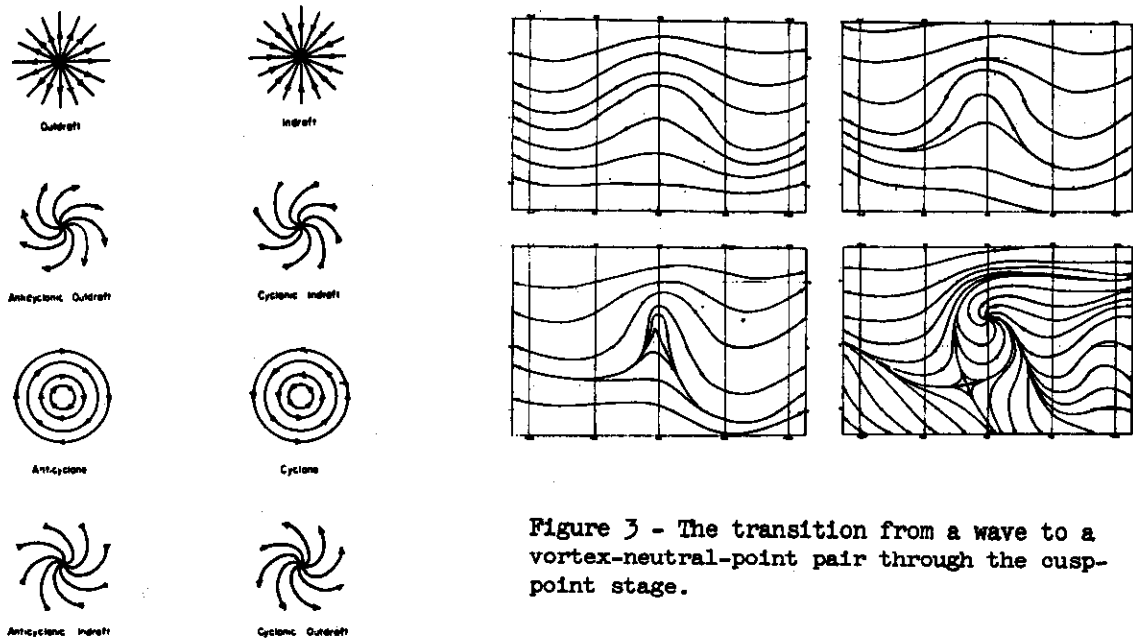 Outdraft
Indraft
Anticyclonic Outdraft
Cyclonic Indraft
Anticyclone
Cyclone
Anticyclonic Indraft
Cyclonic Outdraft
Figure 3 - The transition from a wave to a
vortex-neutral-point pair through the cusp-
point stage.